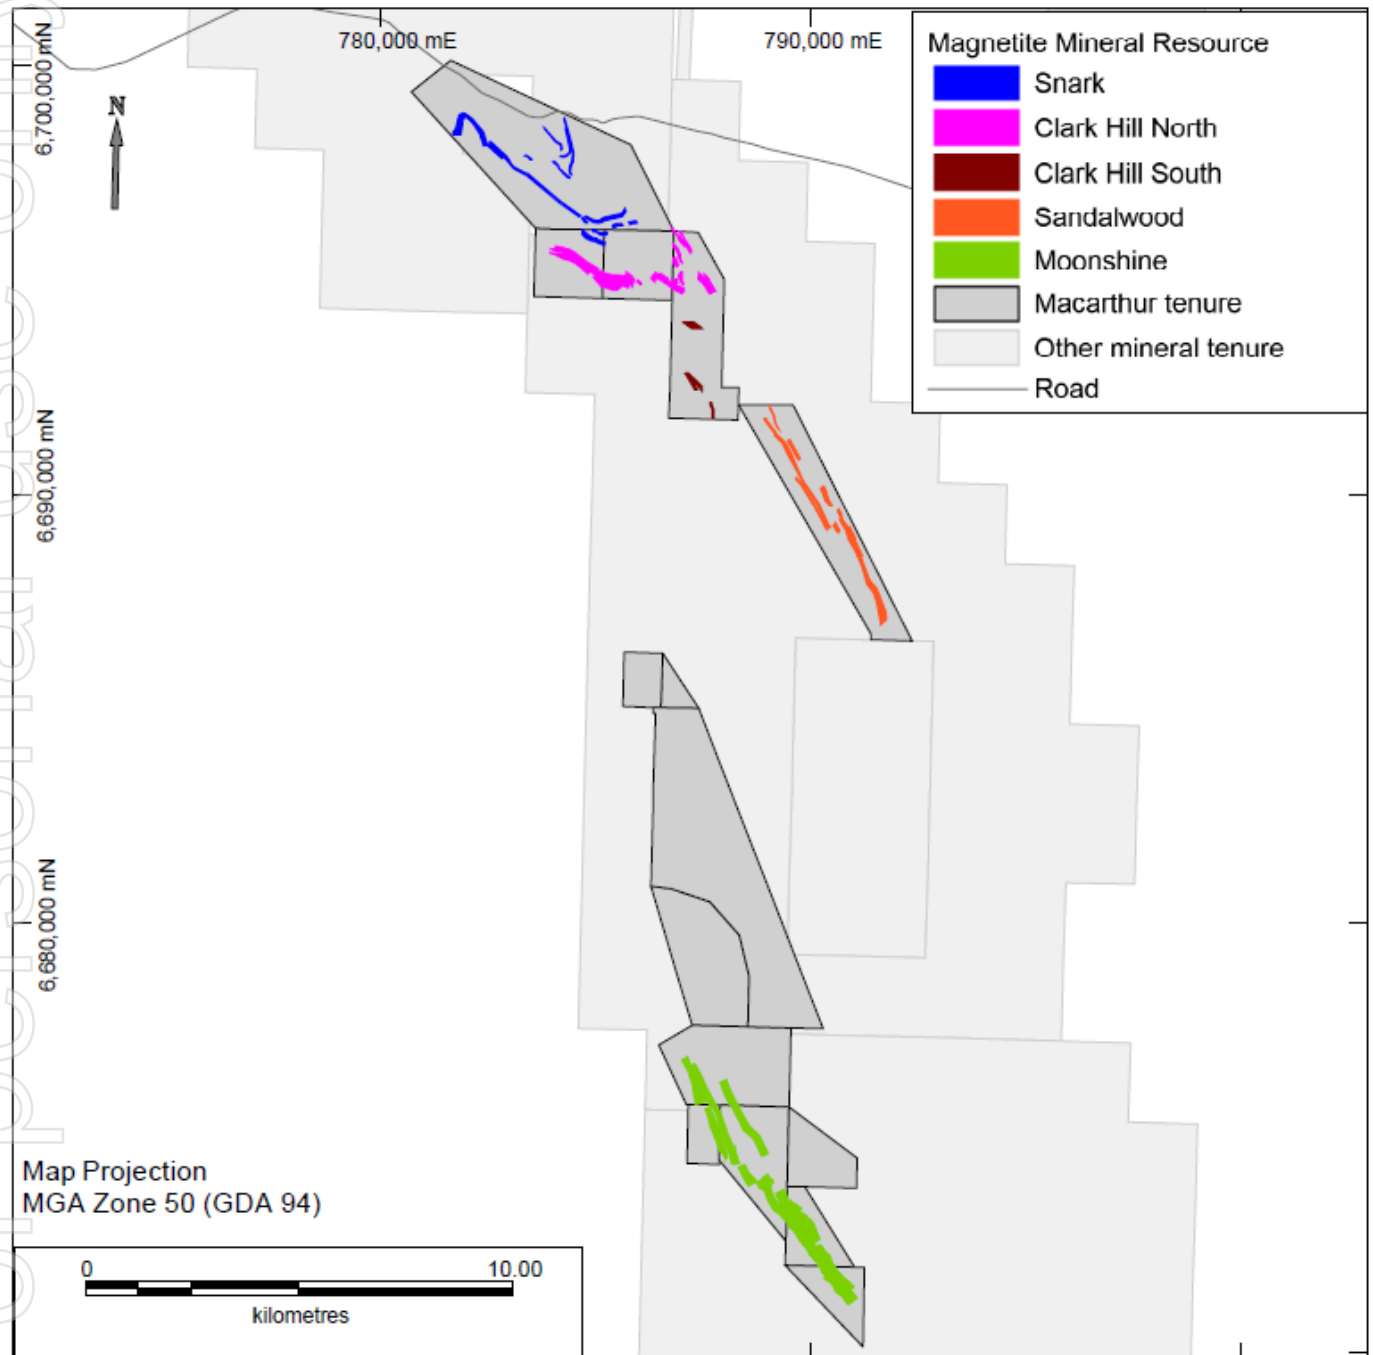 780,000 mE
790,000 mE
6,700,000 mN
6,690,000 mN
6,680,000 mN
N
Magnetite Mineral Resource
Snark
Clark Hill North
Clark Hill South
Sandalwood
Moonshine
Macarthur tenure
Other mineral tenure
Road
Map Projection
MGA Zone 50 (GDA 94)
0 10.00
kilometres